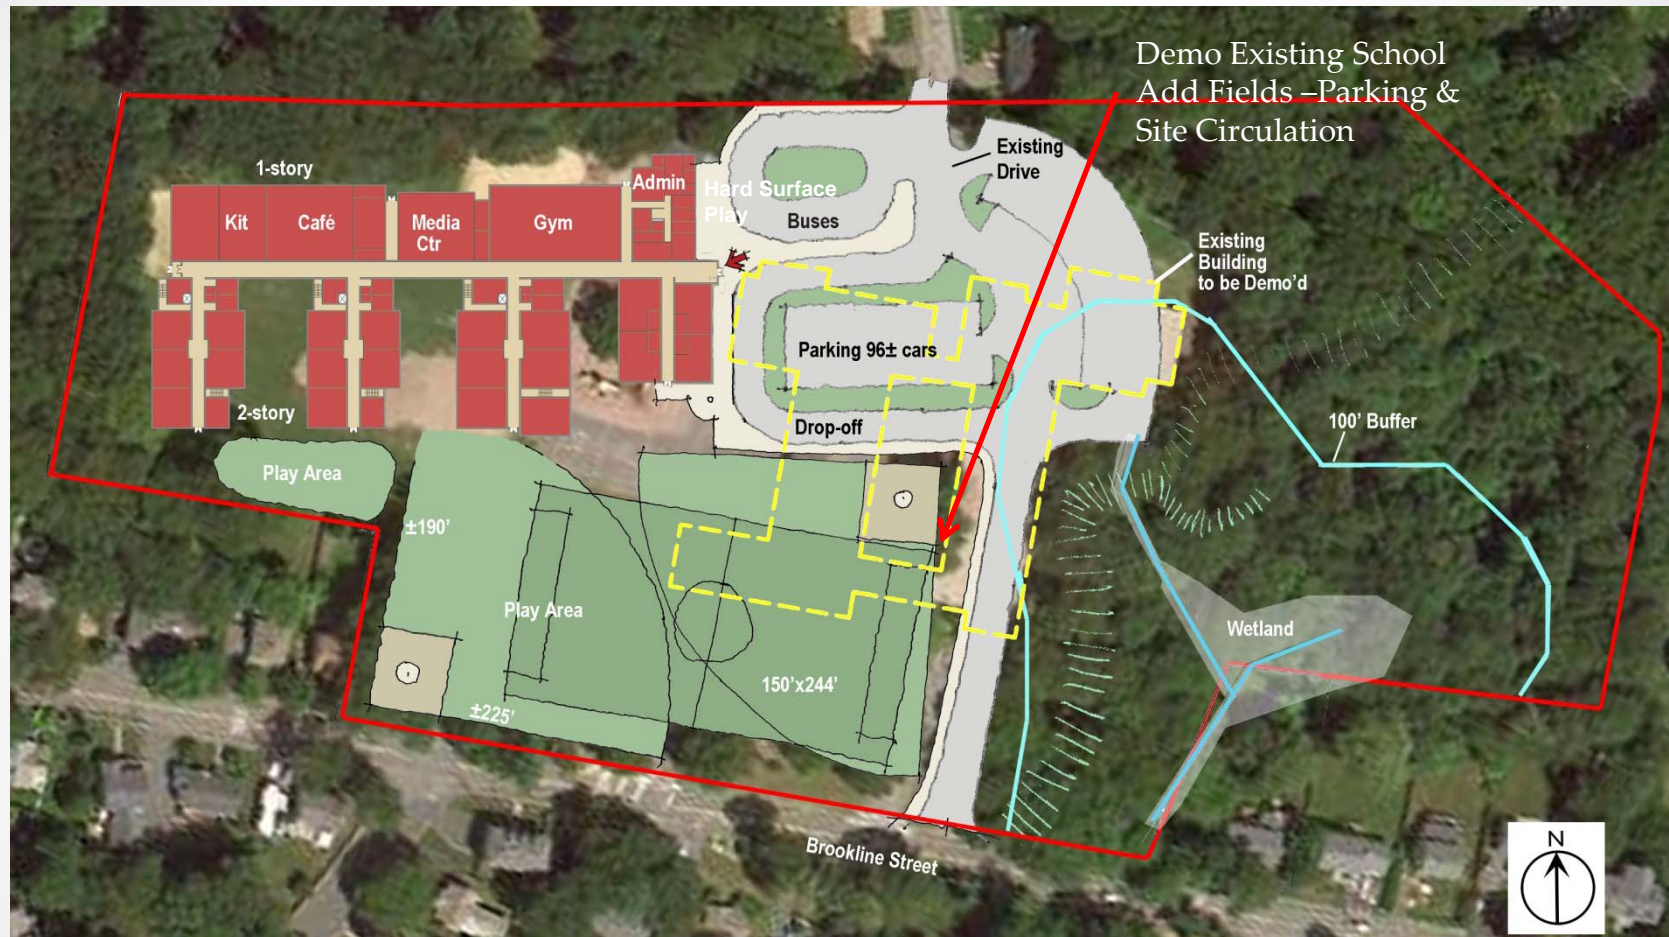 Demo Existing School
Add Fields –Parking &
Site Circulation
1-story
Kit
Café
Media
Ctr
Gym
Admin
Hard Surface
Play
Buses
Existing
Drive
Existing
Building
to be Demo'd
Parking 96± cars
Drop-off
100' Buffer
2-story
Play Area
±190'
Play Area
150'x244'
±225'
Wetland
Brookline Street
N